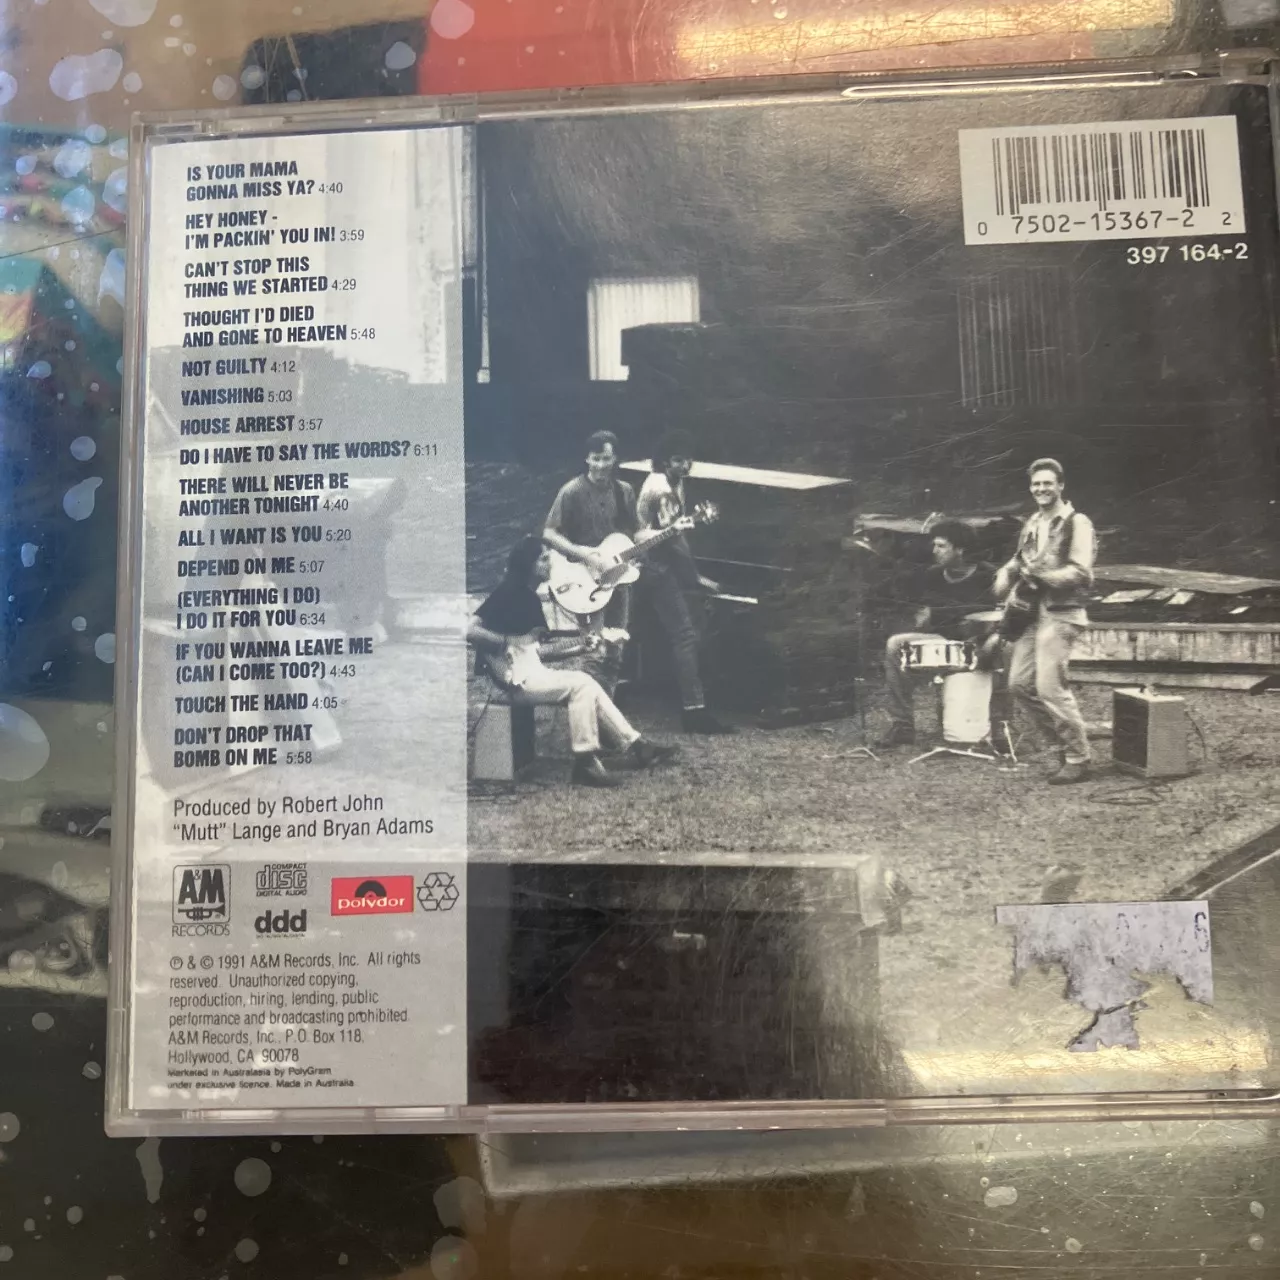 IS YOUR MAMA
GONNA MISS YA? 4:40
HEY HONEY -
I'M PACKIN' YOU IN! 3:59
CAN'T STOP THIS
THING WE STARTED 4:29
THOUGHT I'D DIED
AND GONE TO HEAVEN 5:48
NOT GUILTY 4:12
VANISHING 5:03
HOUSE ARREST 3:57
DO I HAVE TO SAY THE WORDS? 6:11
THERE WILL NEVER BE
ANOTHER TONIGHT 4:40
ALL I WANT IS YOU 5:20
DEPEND ON ME 5:07
(EVERYTHING I DO)
I DO IT FOR YOU 6:34
IF YOU WANNA LEAVE ME
(CAN I COME TOO?) 4:43
TOUCH THE HAND 4:05
DON'T DROP THAT
BOMB ON ME 5:58
Produced by Robert John
"Mutt" Lange and Bryan Adams
A&M
RECORDS
COMPACT
disc
DIGITAL AUDIO
ddd
Polydor
℗ & © 1991 A&M Records, Inc. All rights
reserved. Unauthorized copying,
reproduction, hiring, lending, public
performance and broadcasting prohibited.
A&M Records, Inc., P.O. Box 118,
Hollywood, CA 90078
Marketed in Australasia by PolyGram
under exclusive licence. Made in Australia
0 7502-15367-2 2
397 164-2